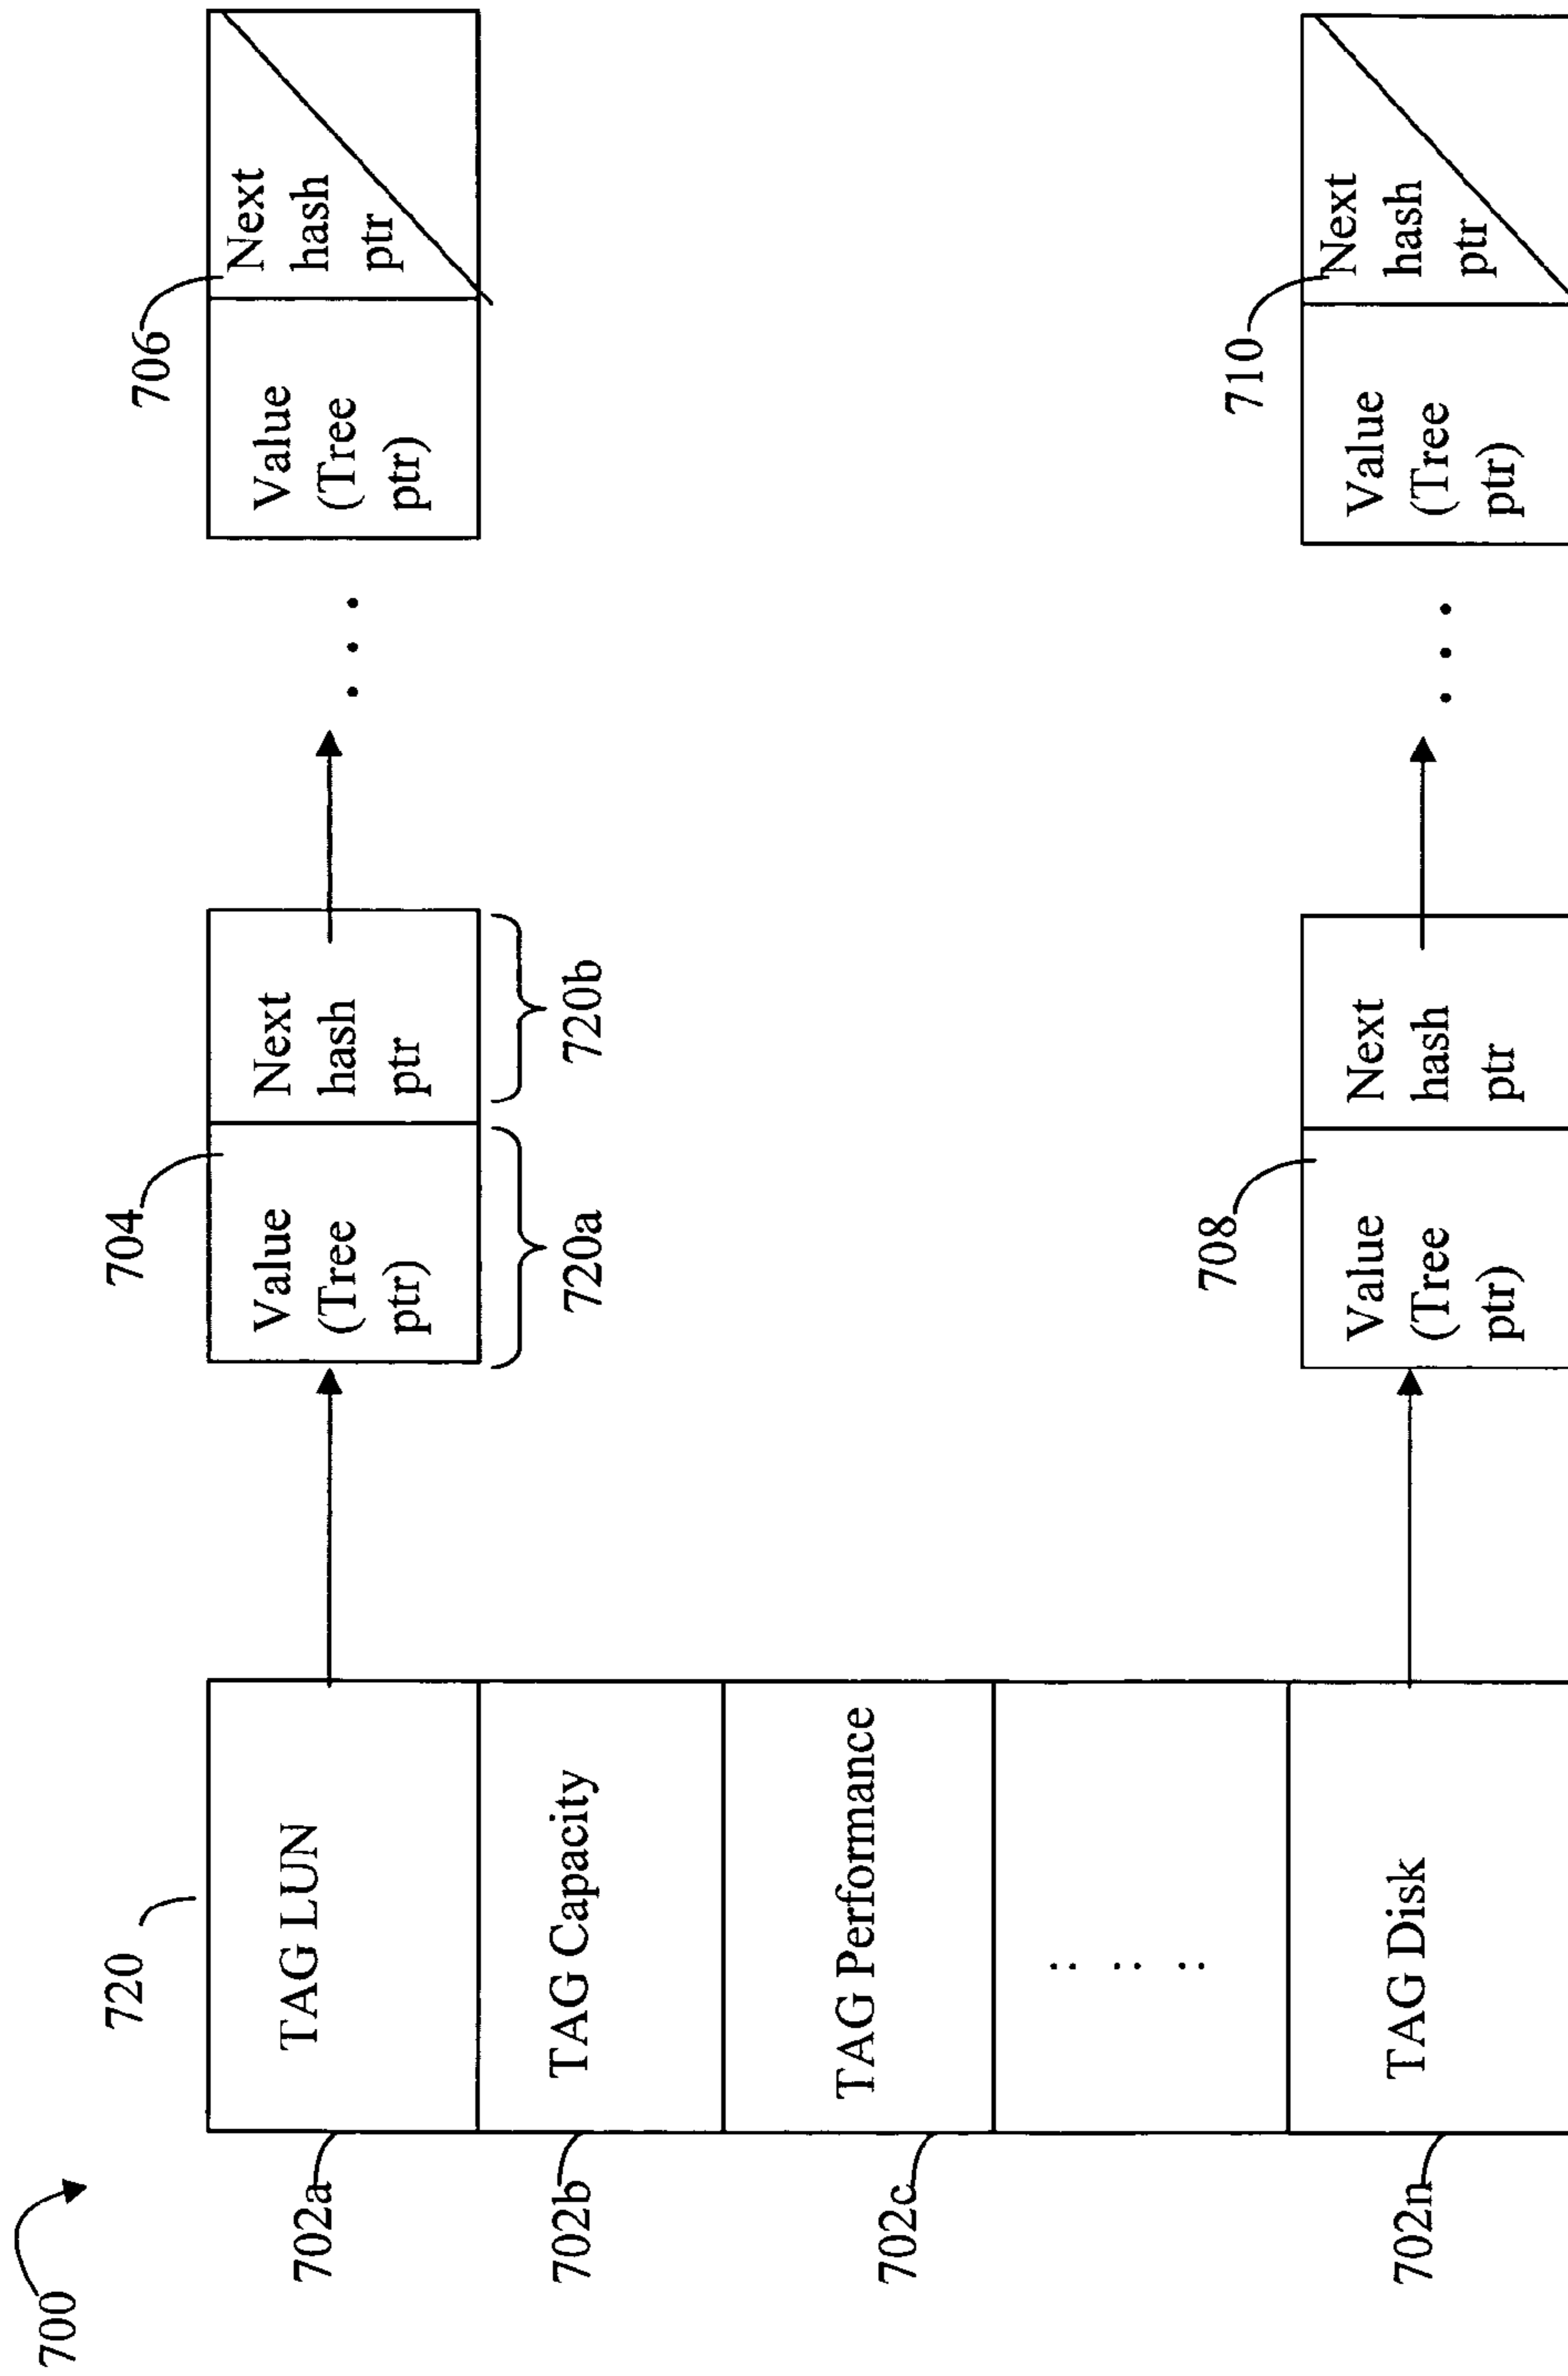 700
720
702a
TAG LUN
702b
TAG Capacity
702c
TAG Performance
702n
TAG Disk
704
Value
(Tree
ptr)
Next
hash
ptr
720a
720b
706
Value
(Tree
ptr)
Next
hash
ptr
708
Value
(Tree
ptr)
Next
hash
ptr
710
Value
(Tree
ptr)
Next
hash
ptr